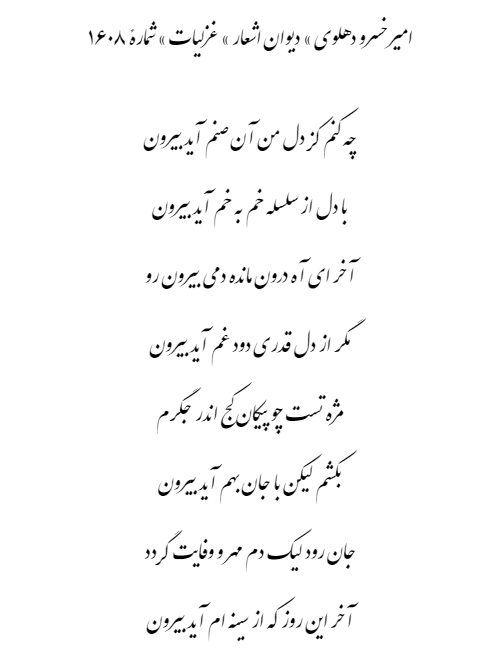 امیرخسرو دهلوی » دیوان اشعار » غزلیات » شمارهٔ ۱۶۰۸
چه کنم کز دل من آن صنم آید بیرون
یا دل از سلسله خم به خم آید بیرون
آخر ای آه درون مانده دمی بیرون رو
مگر از دل قدری دود غم آید بیرون
مژه تست چو پیکان کج اندر جگرم
بکشم لیکن با جان بهم آید بیرون
جان رود لیک دم مهر و وفایت گردد
آخر این روز که از سینه ام آید بیرون